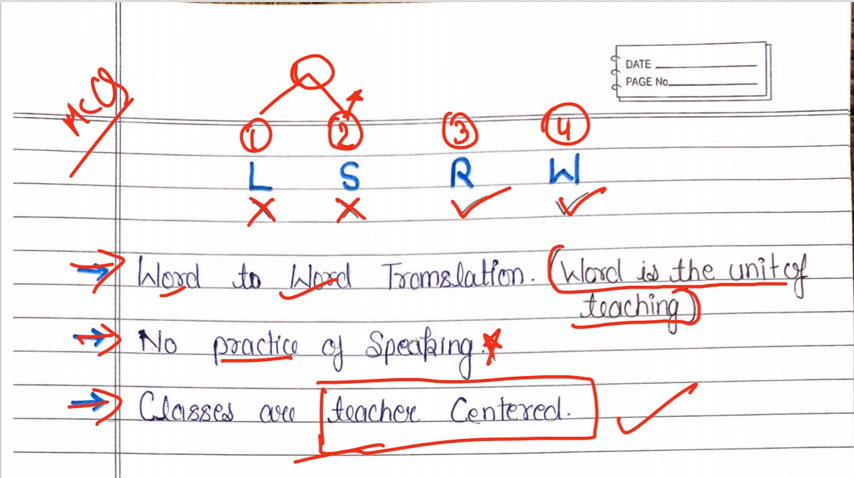 DATE
PAGE No.
MCQ
1 2 3 4
L S R W
Word to Word Translation. (Word is the unit of
teaching)
No practice of Speaking.
Classes are teacher Centered.